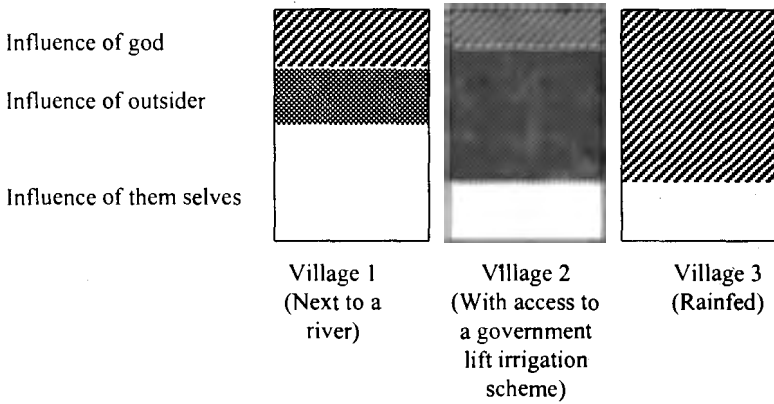 Influence of god
Influence of outsider
Influence of them selves
Village 1
(Next to a
river)
Village 2
(With access to
a government
lift irrigation
scheme)
Village 3
(Rainfed)